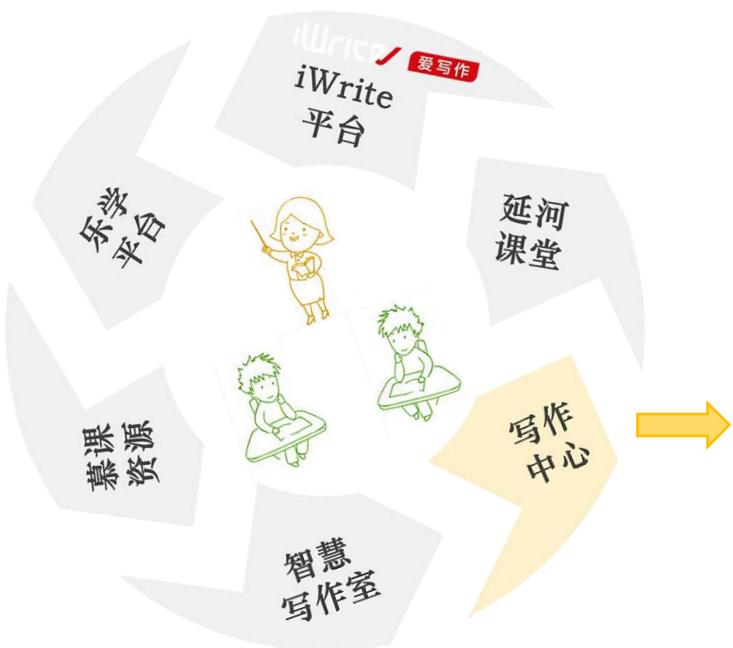 iWrite
爱写作
iWrite
平台
延河
课堂
写作
中心
智慧
写作室
慕课
资源
乐学
平台